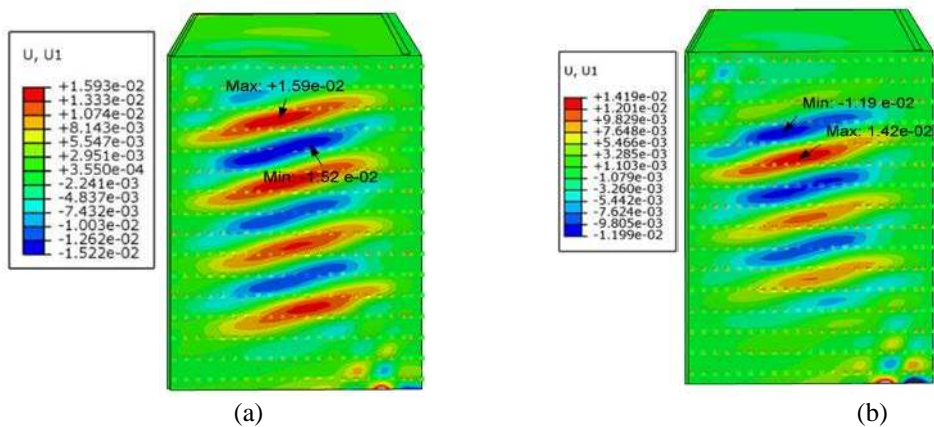 U, U1
+1.593e-02
+1.333e-02
+1.074e-02
+8.143e-03
+5.547e-03
+2.951e-03
+3.550e-04
-2.241e-03
-4.837e-03
-7.432e-03
-1.003e-02
-1.262e-02
-1.522e-02
Max: +1.59e-02
Min: -1.52 e-02
(a)
U, U1
+1.419e-02
+1.201e-02
+9.829e-03
+7.648e-03
+5.466e-03
+3.285e-03
+1.103e-03
-1.079e-03
-3.260e-03
-5.442e-03
-7.624e-03
-9.805e-03
-1.199e-02
Min: -1.19 e-02
Max: 1.42e-02
(b)